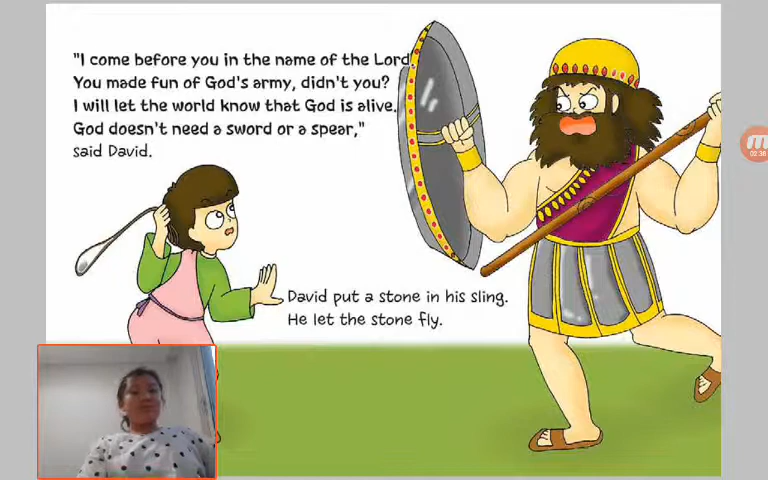 "I come before you in the name of the Lord.
You made fun of God's army, didn't you?
I will let the world know that God is alive.
God doesn't need a sword or a spear,"
said David.
David put a stone in his sling.
He let the stone fly.
02:38